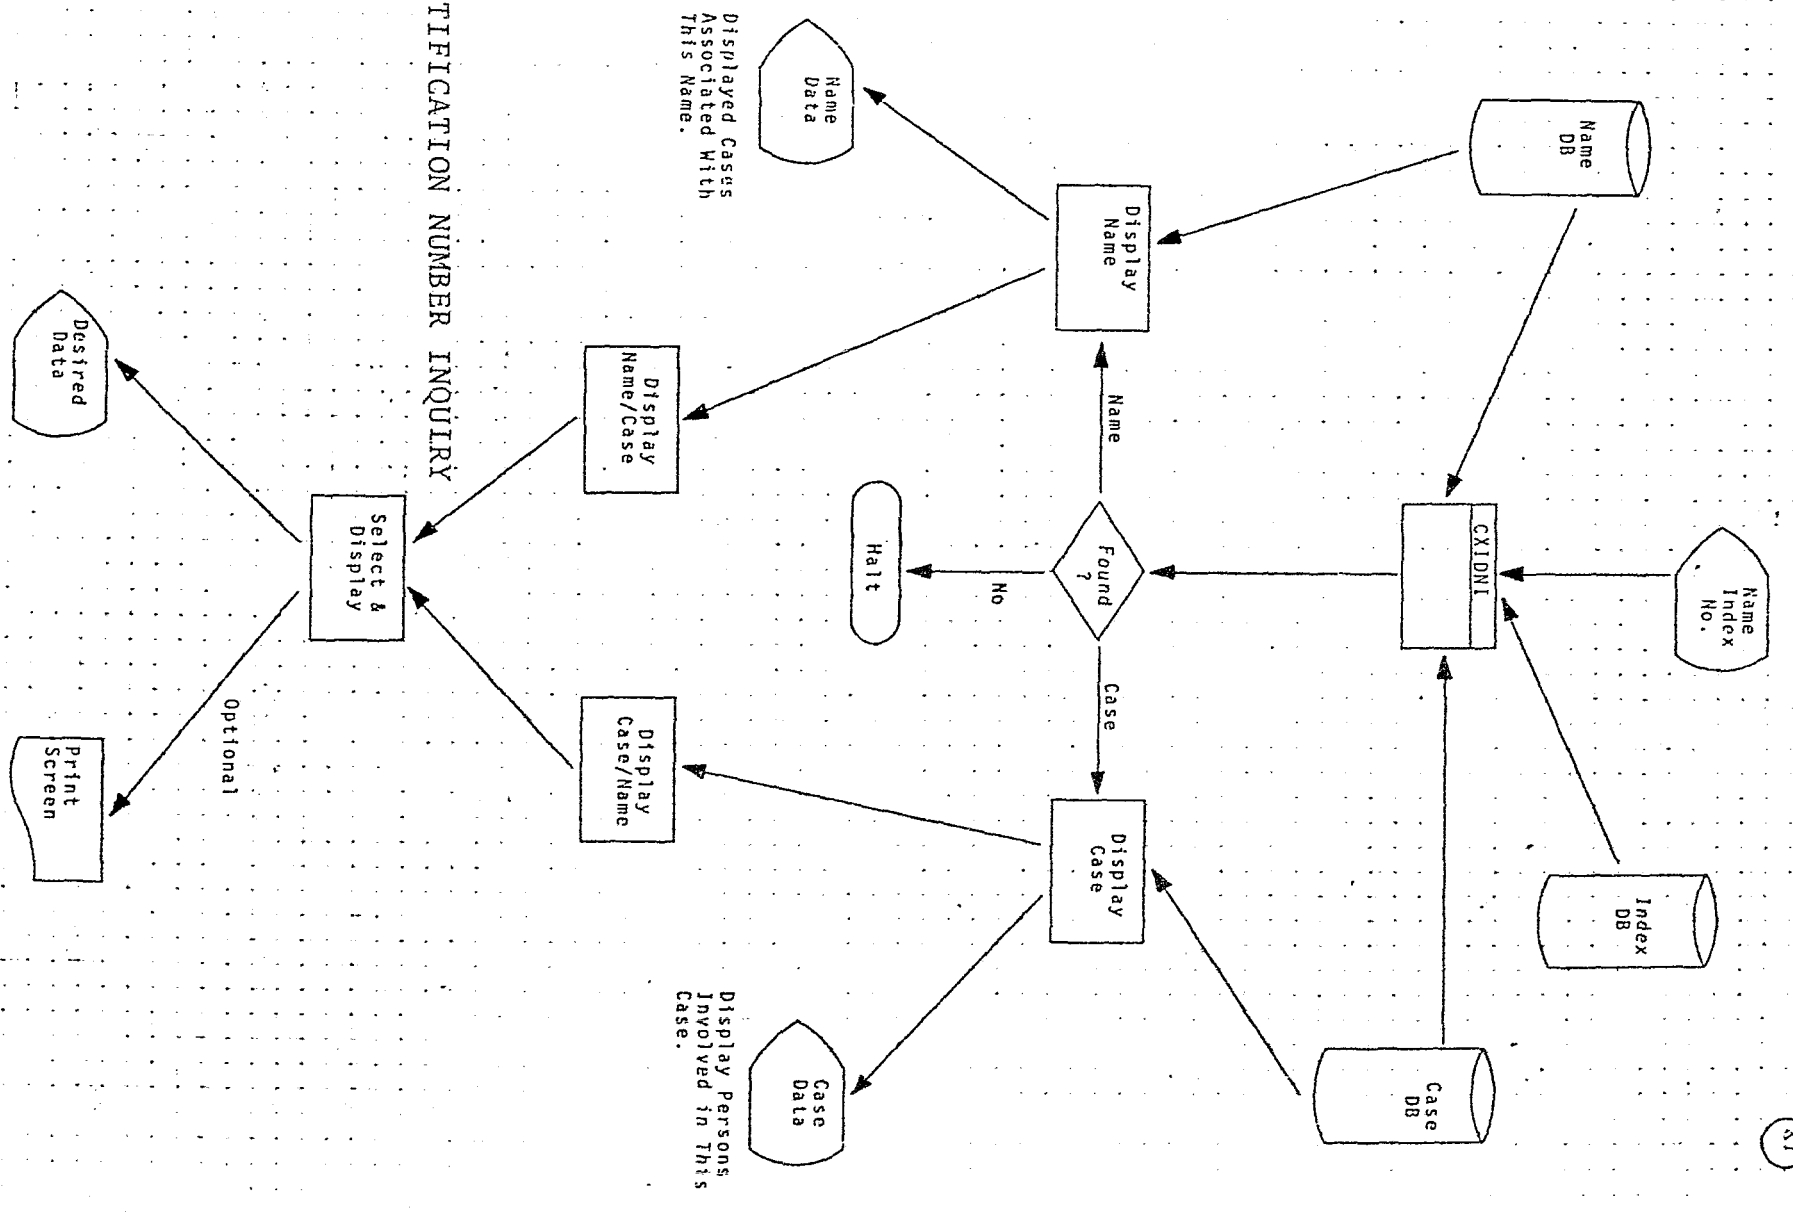 Name
Index
No.
Index
DB
Name
DB
CXIDNI
Case
DB
Found
?
Name
Case
No
Display
Name
Display
Case
Halt
Name
Data
Displayed Cases
Associated With
This Name.
Case
Data
Display Persons
Involved in This
Case.
Display
Name/Case
Display
Case/Name
TIFICATION NUMBER INQUIRY
Select &
Display
Optional
Desired
Data
Print
Screen